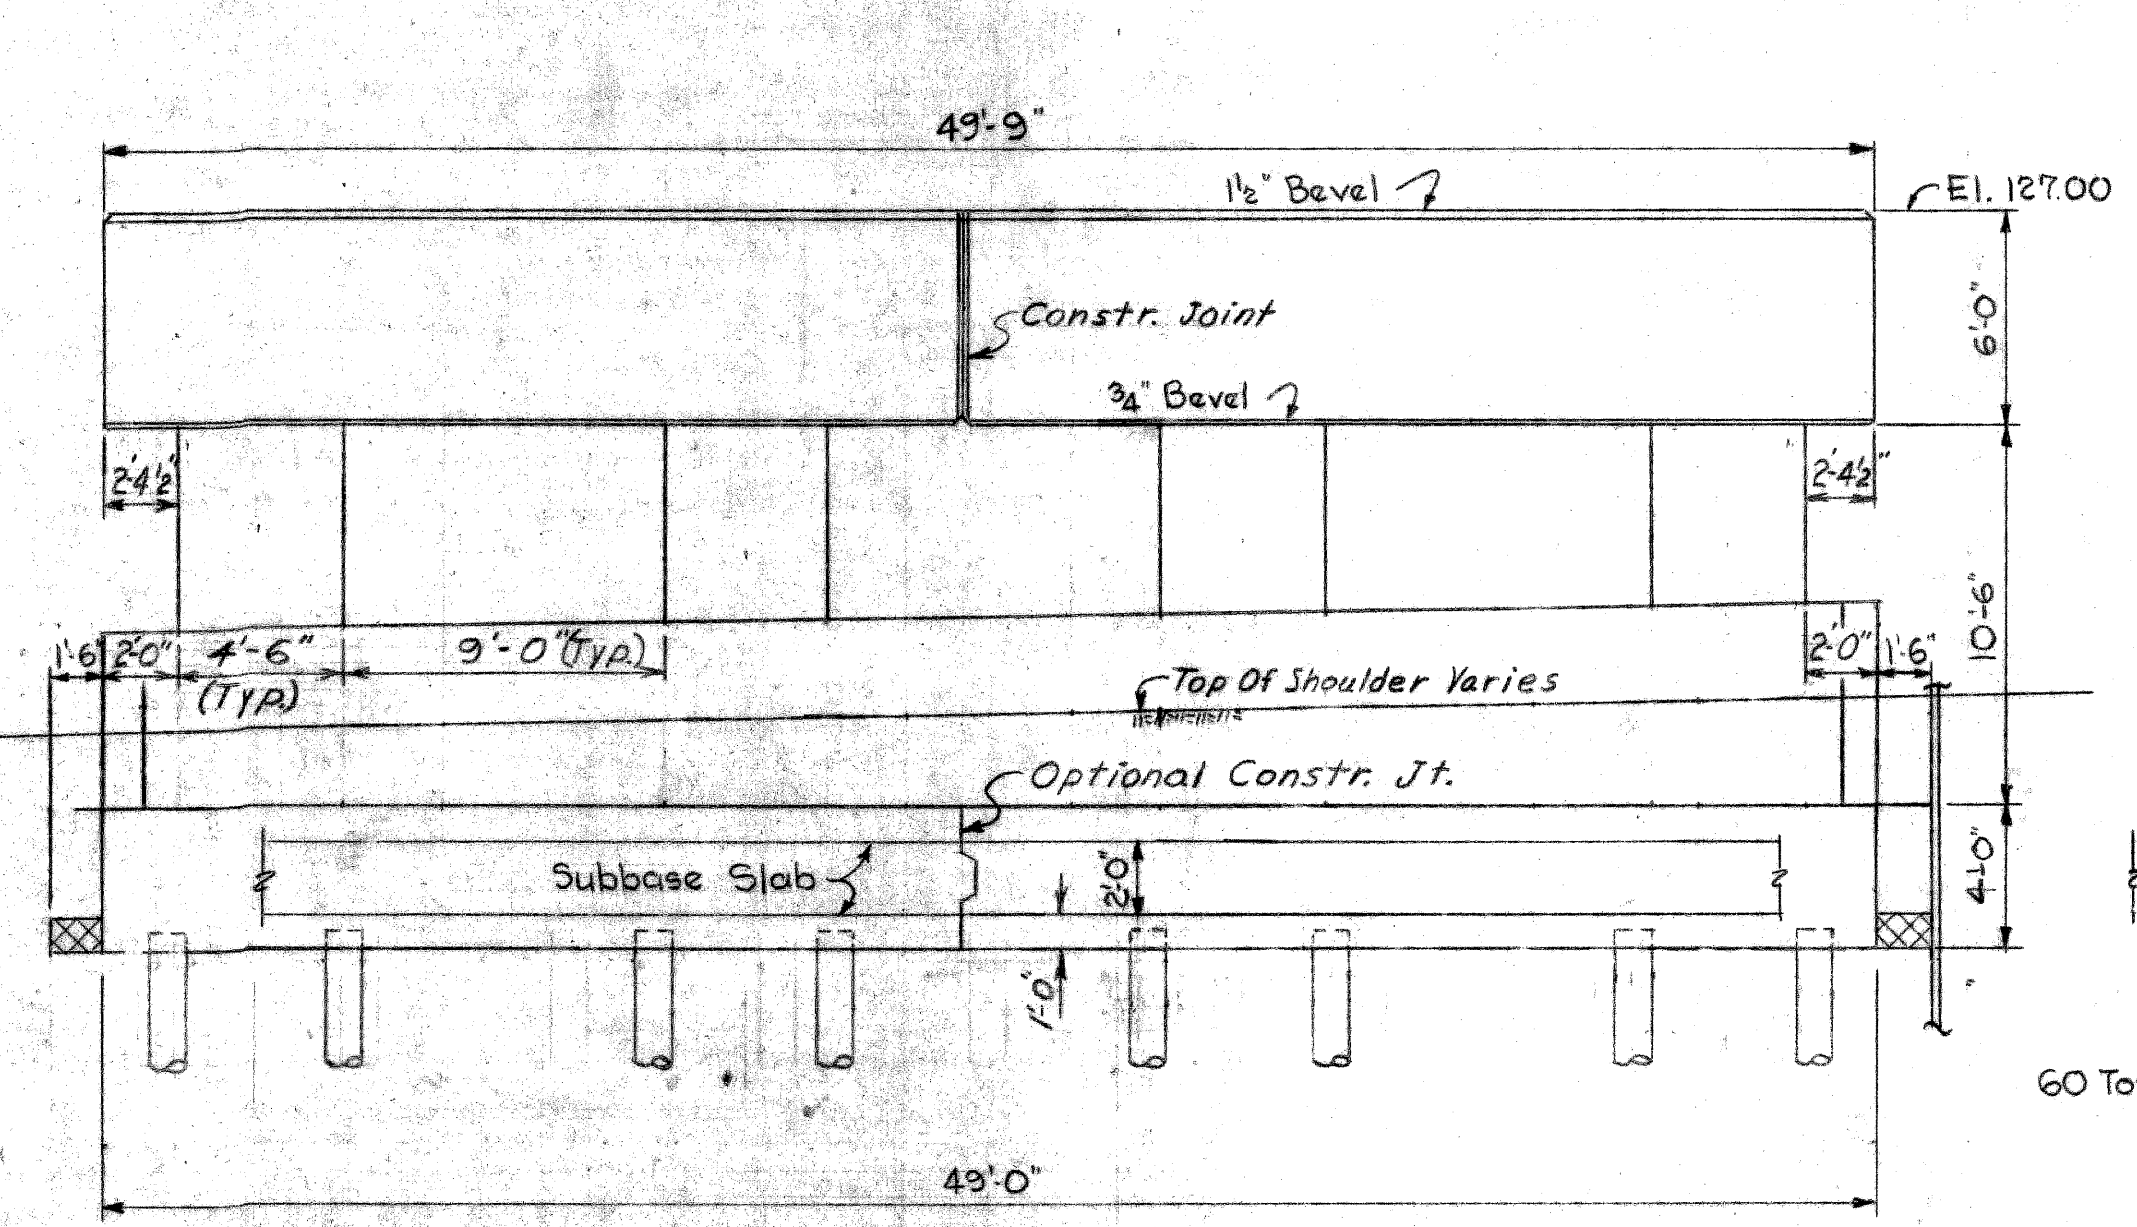 49'-9"
1½" Bevel
El. 127.00
6'-0"
Constr. Joint
¾" Bevel
2'-4½"
2'-4½"
10'-6"
1'-6"
2'-0"
4'-6"
(Typ.)
9'-0" (Typ.)
2'-0"
1'-6"
Top Of Shoulder Varies
Optional Constr. Jt.
Subbase Slab
2'-0"
4'-0"
1'-0"
60 To
49'-0"